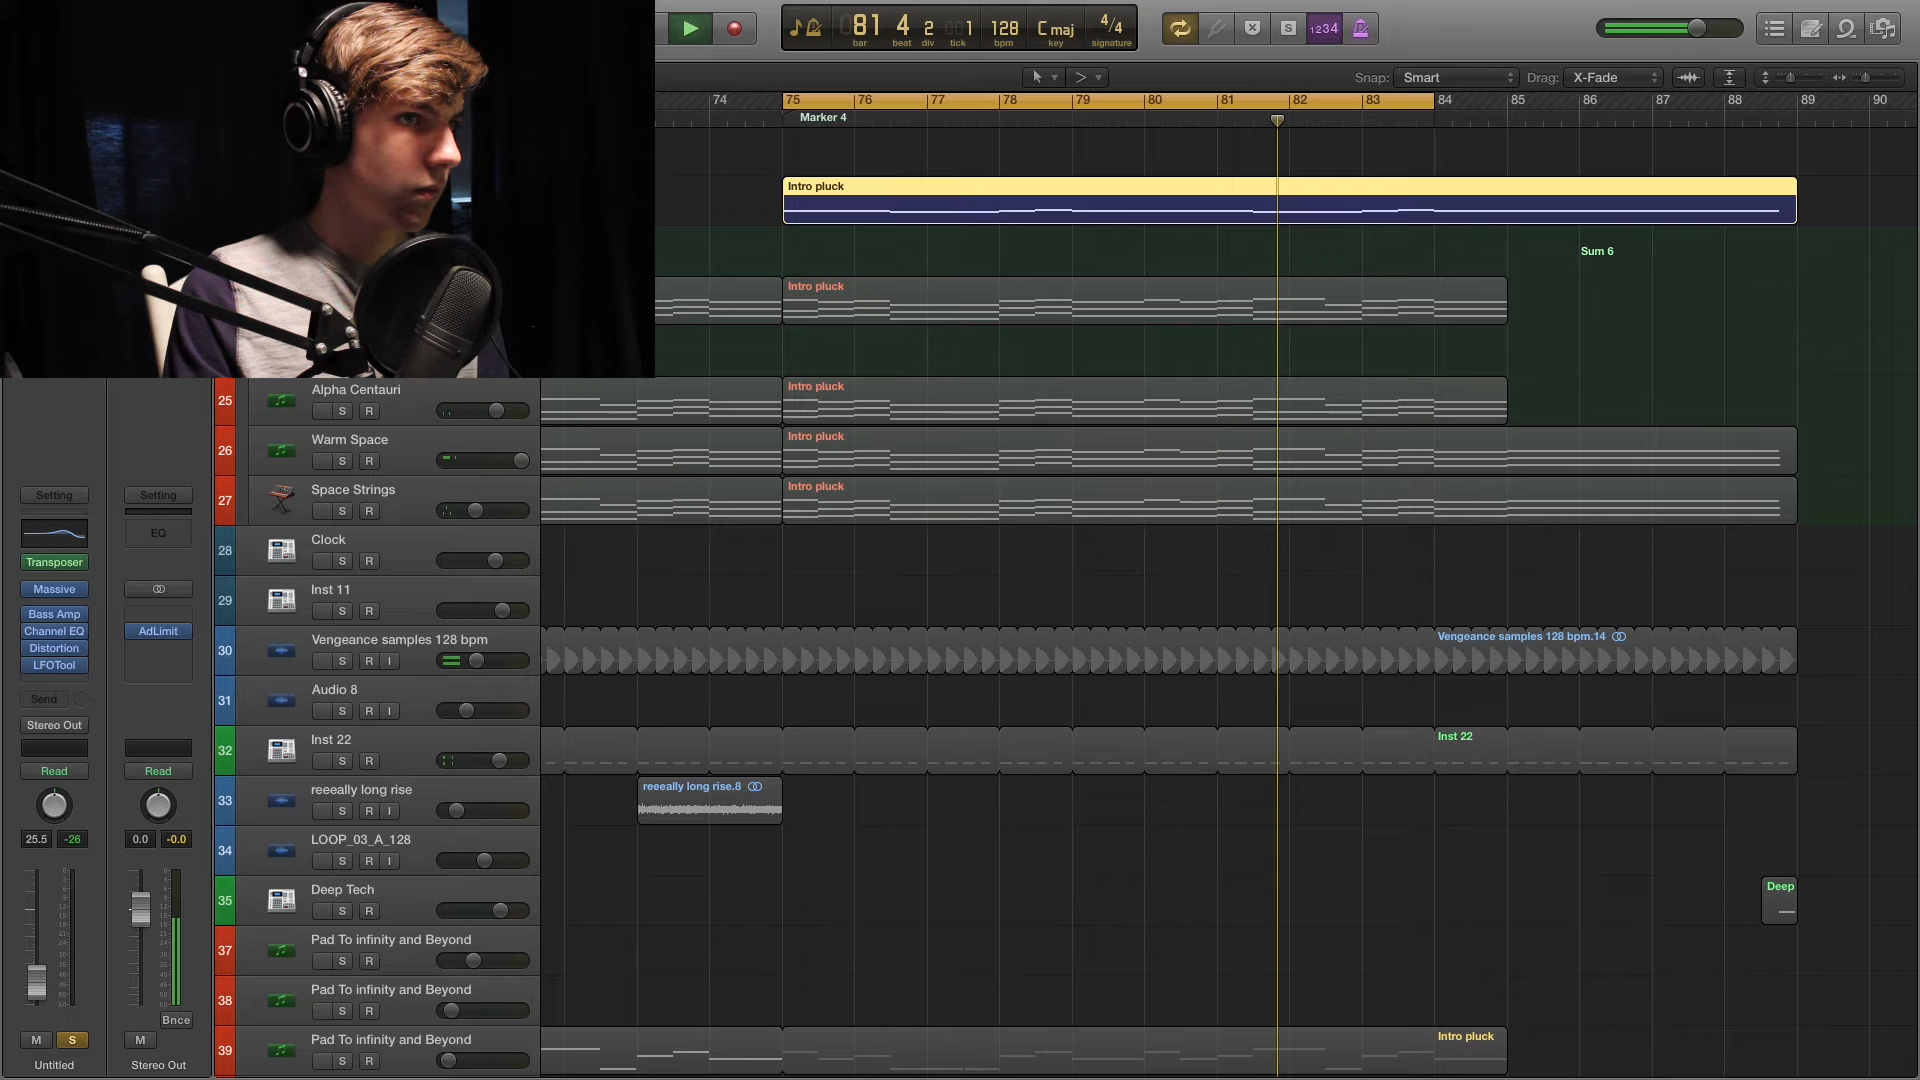 81 4 2 1 128 C maj 4/4
bar beat div tick bpm key signature
S 1234
Snap: Smart Drag: X-Fade
74 75 76 77 78 79 80 81 82 83 84 85 86 87 88 89 90
Marker 4
Intro pluck
Sum 6
Intro pluck
25 Alpha Centauri Intro pluck
S R
26 Warm Space Intro pluck
S R
27 Space Strings Intro pluck
S R
28 Clock
S R
29 Inst 11
S R
30 Vengeance samples 128 bpm Vengeance samples 128 bpm.14
S R I
31 Audio 8
S R I
32 Inst 22 Inst 22
S R
33 reeeally long rise reeeally long rise.8
S R I
34 LOOP_03_A_128
S R I
35 Deep Tech Deep
S R
37 Pad To infinity and Beyond
S R
38 Pad To infinity and Beyond
S R
39 Pad To infinity and Beyond Intro pluck
S R
Setting Setting
EQ
Transposer
Massive
Bass Amp
Channel EQ AdLimit
Distortion
LFOTool
Send
Stereo Out
Read Read
25.5 -26 0.0 -0.0
Bnce
M S M
Untitled Stereo Out